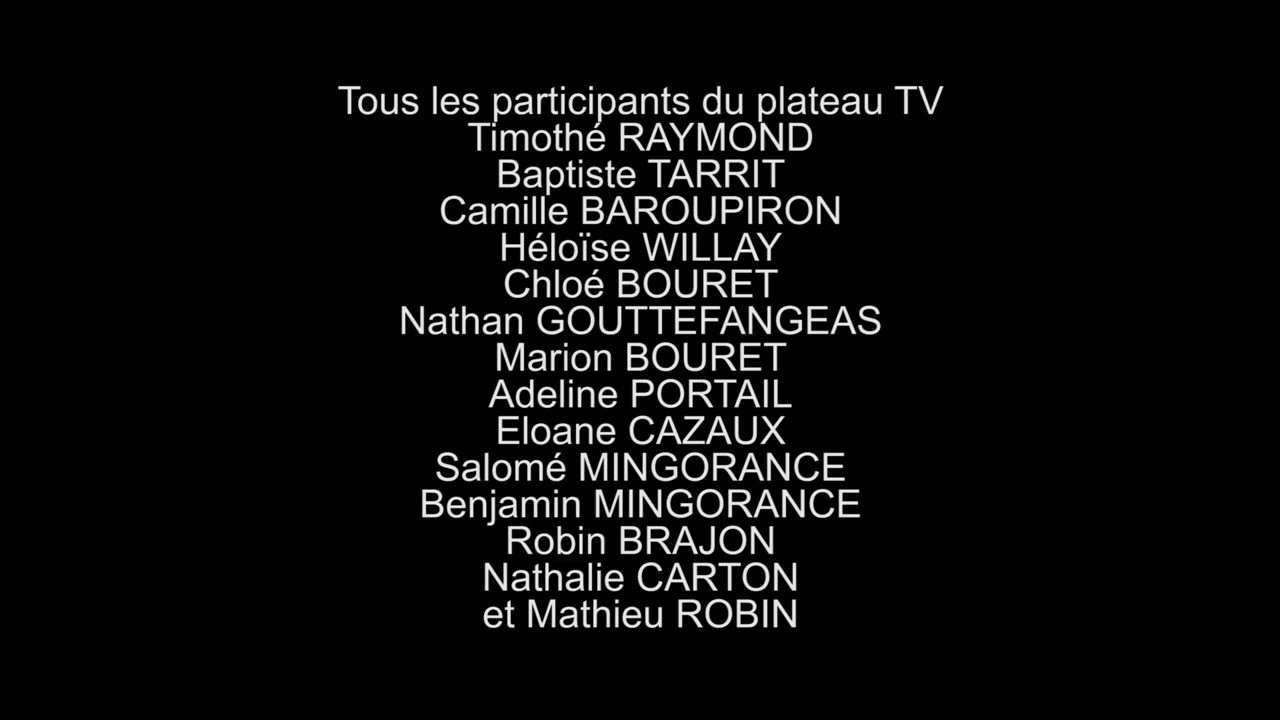 Tous les participants du plateau TV
Timothé RAYMOND
Baptiste TARRIT
Camille BAROUPIRON
Héloïse WILLAY
Chloé BOURET
Nathan GOUTTEFANGEAS
Marion BOURET
Adeline PORTAIL
Eloane CAZAUX
Salomé MINGORANCE
Benjamin MINGORANCE
Robin BRAJON
Nathalie CARTON
et Mathieu ROBIN